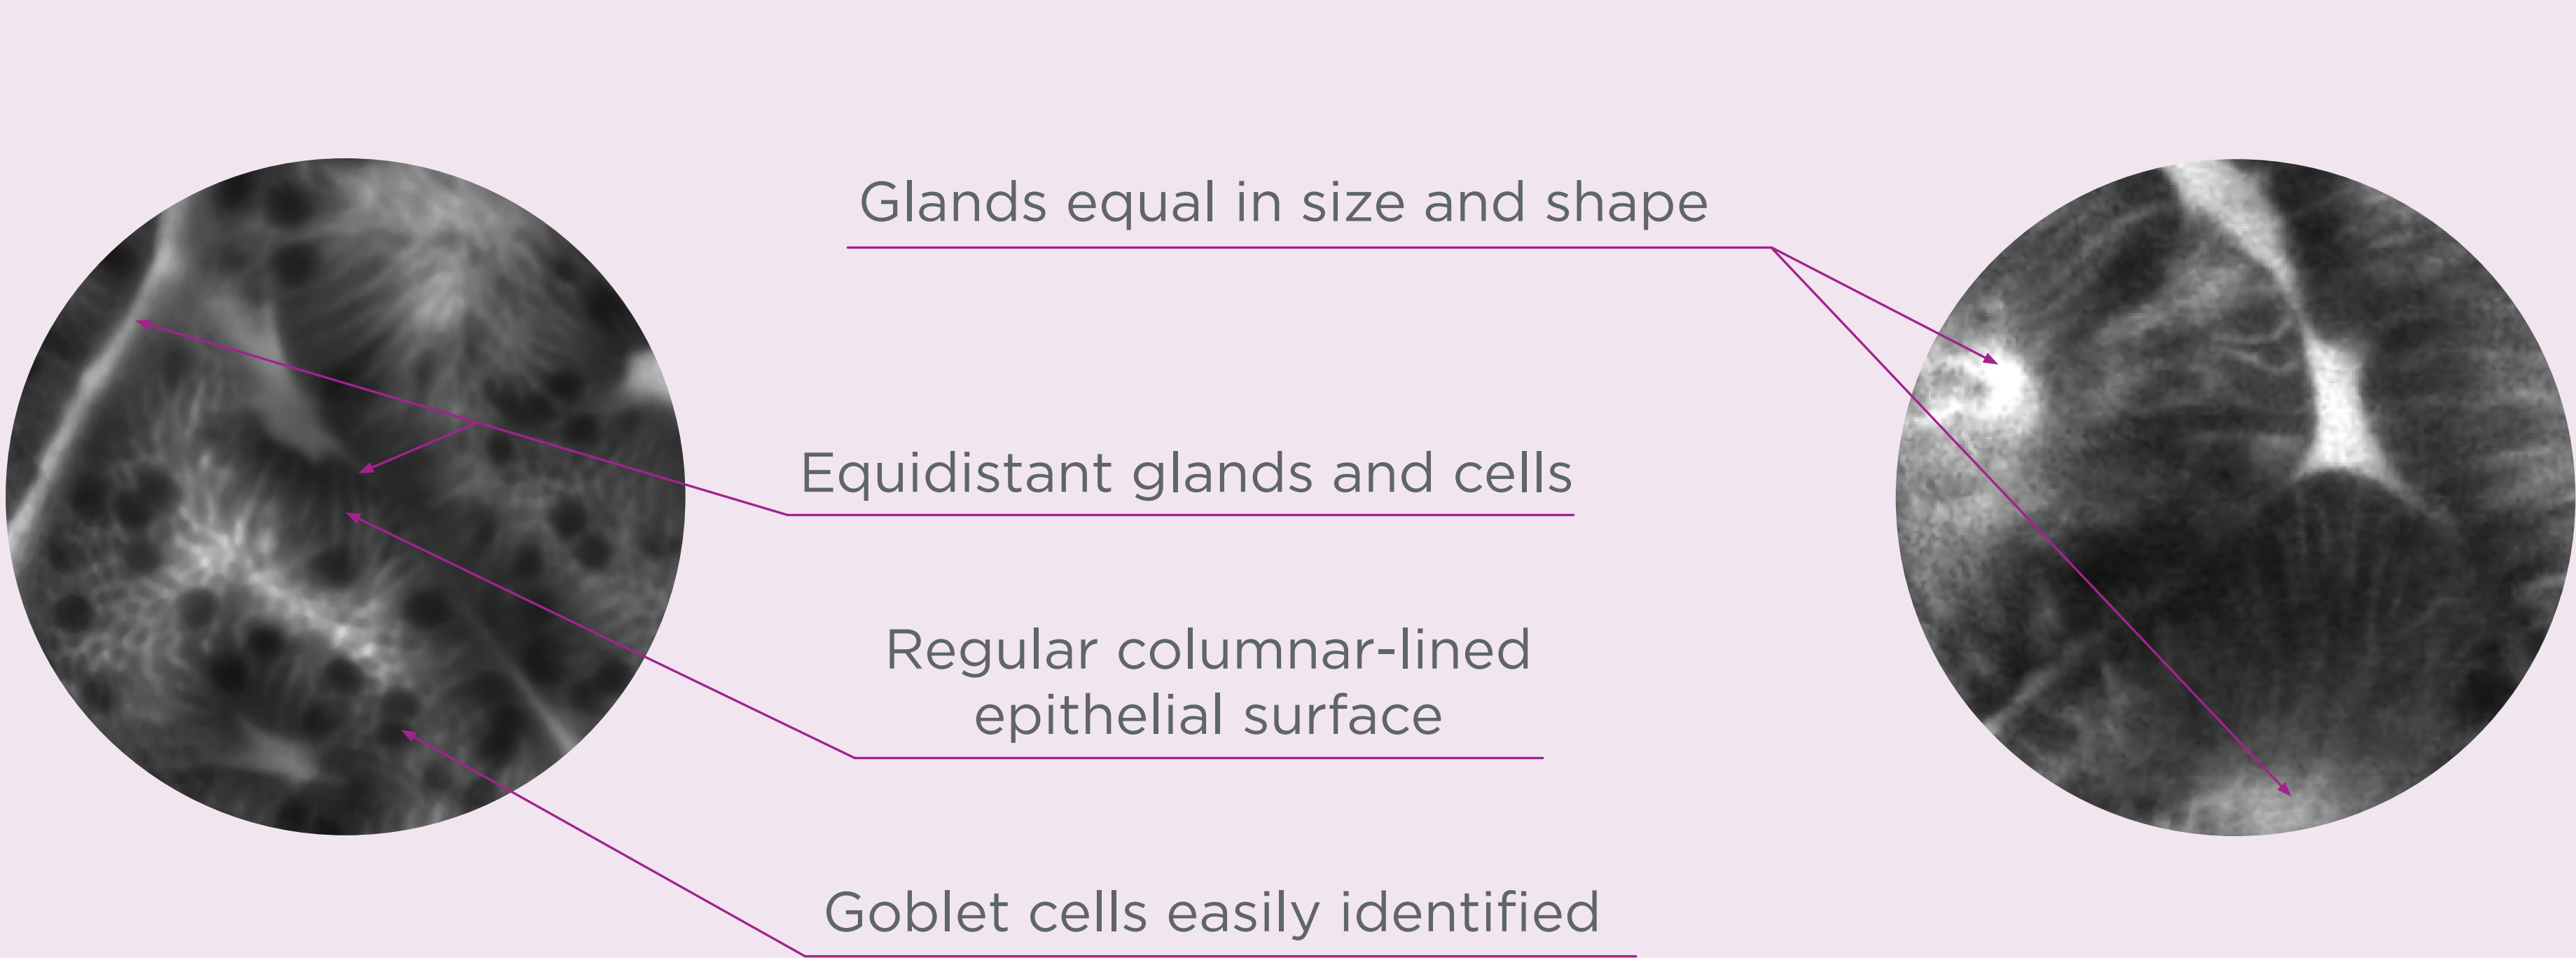 Glands equal in size and shape
Equidistant glands and cells
Regular columnar-lined
epithelial surface
Goblet cells easily identified